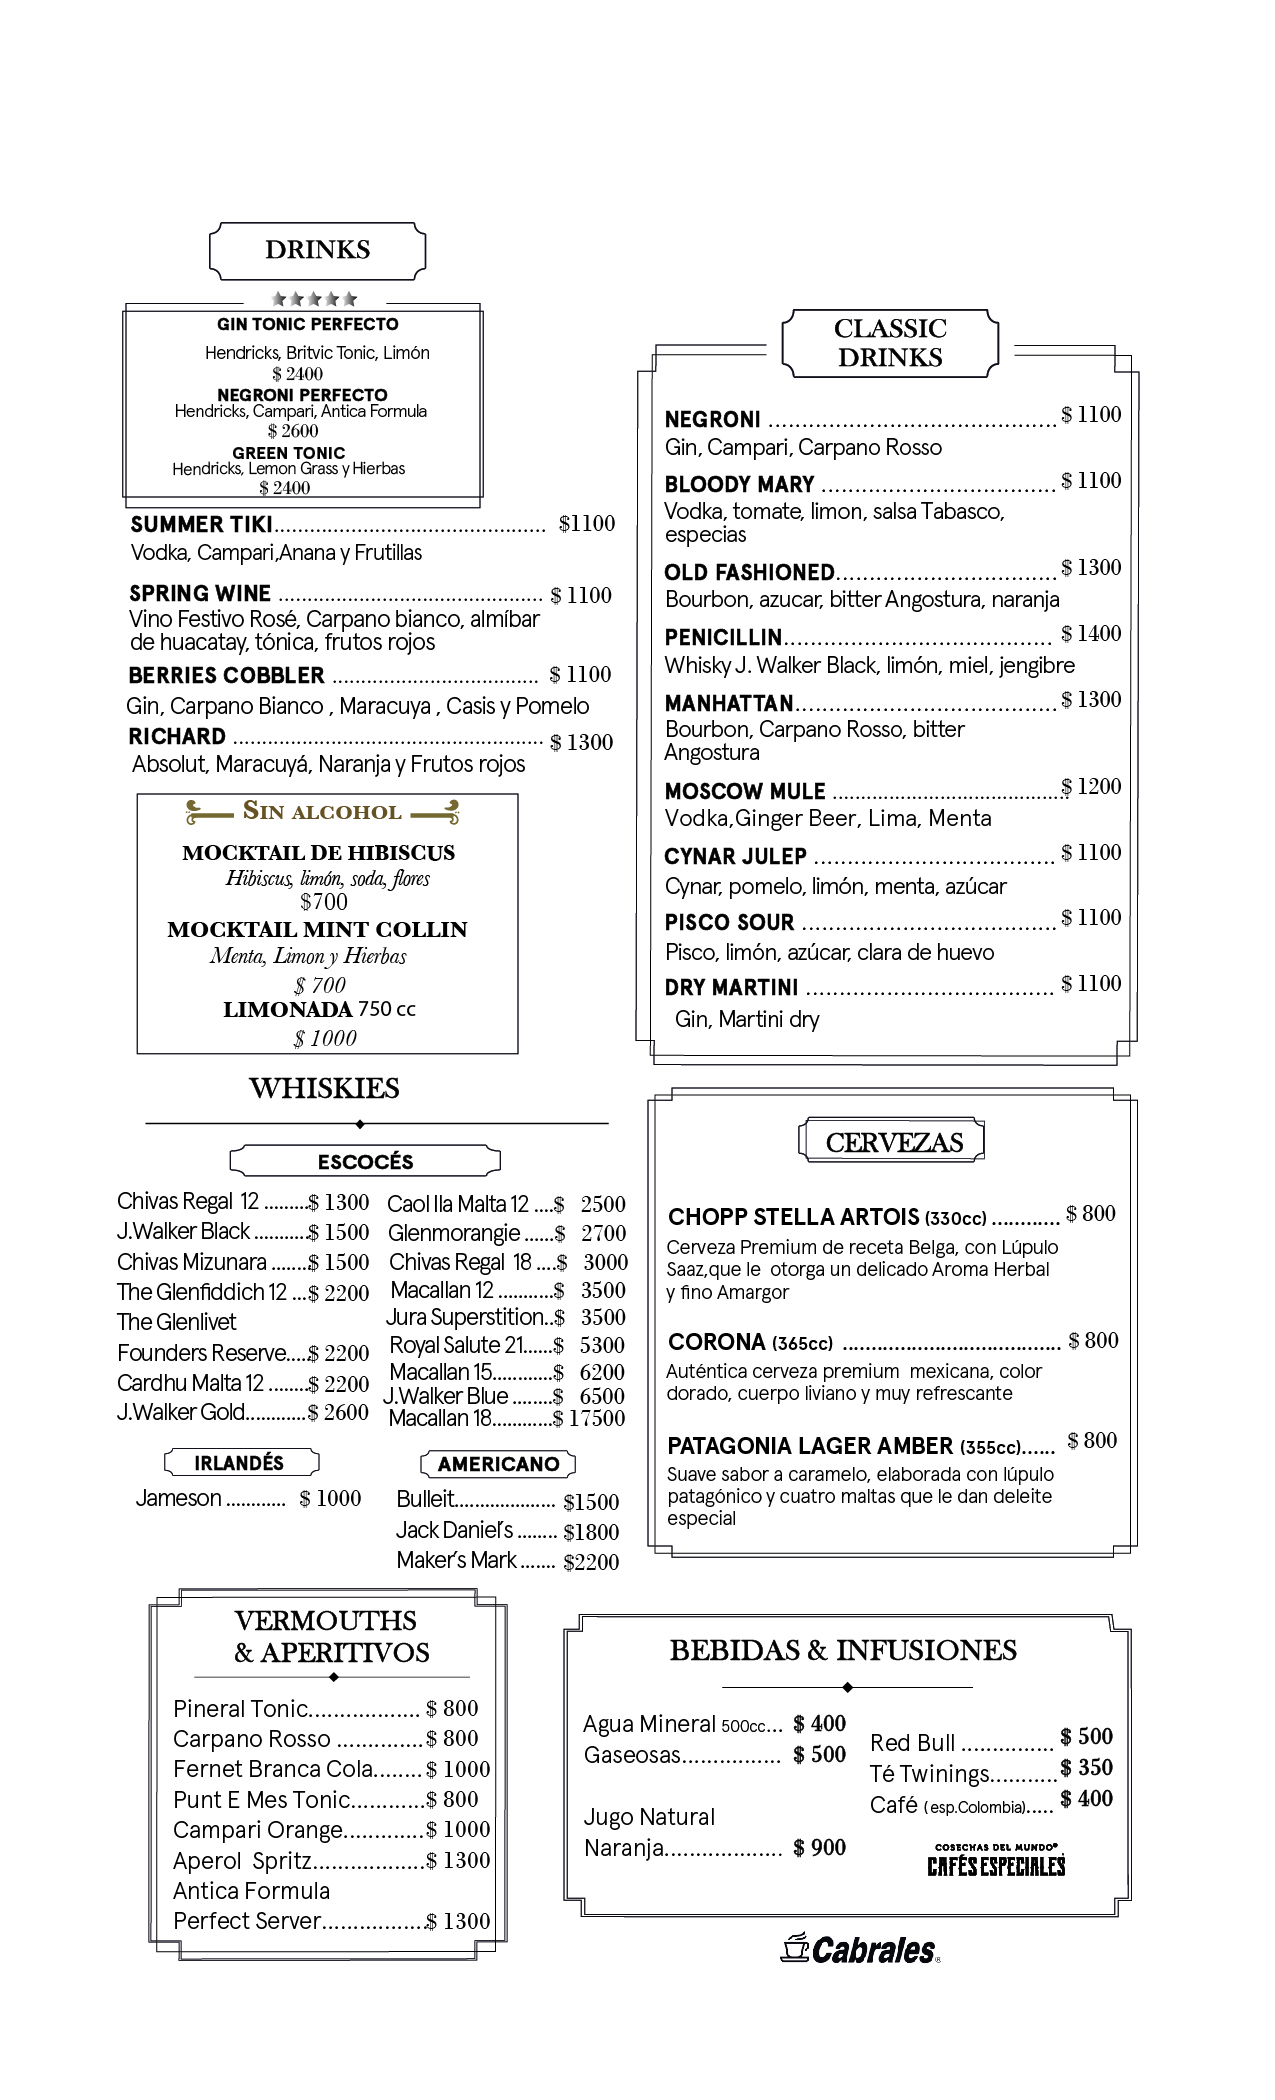 DRINKS
GIN TONIC PERFECTO
Hendricks, Britvic Tonic, Limón
$ 2400
NEGRONI PERFECTO
Hendricks, Campari, Antica Formula
$ 2600
GREEN TONIC
Hendricks, Lemon Grass y Hierbas
$ 2400
SUMMER TIKI............................................ $1100
Vodka, Campari,Anana y Frutillas
SPRING WINE ........................................... $ 1100
Vino Festivo Rosé, Carpano bianco, almíbar
de huacatay, tónica, frutos rojos
BERRIES COBBLER .................................. $ 1100
Gin, Carpano Bianco , Maracuya , Casis y Pomelo
RICHARD .................................................. $ 1300
Absolut, Maracuyá, Naranja y Frutos rojos
SIN ALCOHOL
MOCKTAIL DE HIBISCUS
Hibiscus, limón, soda, flores
$700
MOCKTAIL MINT COLLIN
Menta, Limon y Hierbas
$ 700
LIMONADA 750 cc
$ 1000
CLASSIC
DRINKS
NEGRONI ........................................... $ 1100
Gin, Campari, Carpano Rosso
BLOODY MARY ................................... $ 1100
Vodka, tomate, limon, salsa Tabasco,
especias
OLD FASHIONED................................. $ 1300
Bourbon, azucar, bitter Angostura, naranja
PENICILLIN........................................ $ 1400
Whisky J. Walker Black, limón, miel, jengibre
MANHATTAN....................................... $ 1300
Bourbon, Carpano Rosso, bitter
Angostura
MOSCOW MULE ....................................... $ 1200
Vodka,Ginger Beer, Lima, Menta
CYNAR JULEP .................................... $ 1100
Cynar, pomelo, limón, menta, azúcar
PISCO SOUR ...................................... $ 1100
Pisco, limón, azúcar, clara de huevo
DRY MARTINI ..................................... $ 1100
Gin, Martini dry
WHISKIES
ESCOCÉS
Chivas Regal 12 .........$ 1300
J.Walker Black ...........$ 1500
Chivas Mizunara .......$ 1500
The Glenfiddich 12 ...$ 2200
The Glenlivet
Founders Reserve.....$ 2200
Cardhu Malta 12 ........$ 2200
J.Walker Gold............$ 2600
Caol Ila Malta 12 ....$ 2500
Glenmorangie ......$ 2700
Chivas Regal 18 ....$ 3000
Macallan 12 ...........$ 3500
Jura Superstition..$ 3500
Royal Salute 21......$ 5300
Macallan 15............$ 6200
J.Walker Blue ........$ 6500
Macallan 18............$ 17500
IRLANDÉS
Jameson ............ $ 1000
AMERICANO
Bulleit.................... $1500
Jack Daniel's ........ $1800
Maker's Mark ....... $2200
CERVEZAS
CHOPP STELLA ARTOIS (330cc) ............ $ 800
Cerveza Premium de receta Belga, con Lúpulo
Saaz,que le otorga un delicado Aroma Herbal
y fino Amargor
CORONA (365cc) ...................................... $ 800
Auténtica cerveza premium mexicana, color
dorado, cuerpo liviano y muy refrescante
PATAGONIA LAGER AMBER (355cc)...... $ 800
Suave sabor a caramelo, elaborada con lúpulo
patagónico y cuatro maltas que le dan deleite
especial
VERMOUTHS
& APERITIVOS
Pineral Tonic.................. $ 800
Carpano Rosso .............. $ 800
Fernet Branca Cola........ $ 1000
Punt E Mes Tonic............$ 800
Campari Orange.............$ 1000
Aperol Spritz..................$ 1300
Antica Formula
Perfect Server.................$ 1300
BEBIDAS & INFUSIONES
Agua Mineral 500cc... $ 400
Gaseosas................ $ 500
Jugo Natural
Naranja................... $ 900
Red Bull ............... $ 500
Té Twinings........... $ 350
Café (esp.Colombia)..... $ 400
COSECHAS DEL MUNDO®
CAFÉS ESPECIALES
Cabrales®